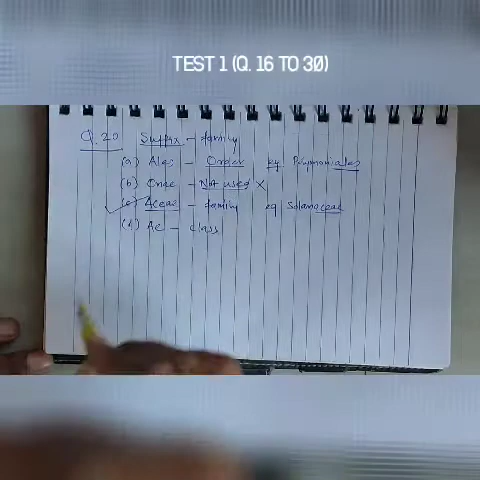 TEST 1 (Q. 16 TO 30)
Q.20 Suffix - family
(a) Ales - Order eg Polymoniales
(b) Onae - Not used ×
(c) Aceae - family eg Solanaceae
(d) Ae - class